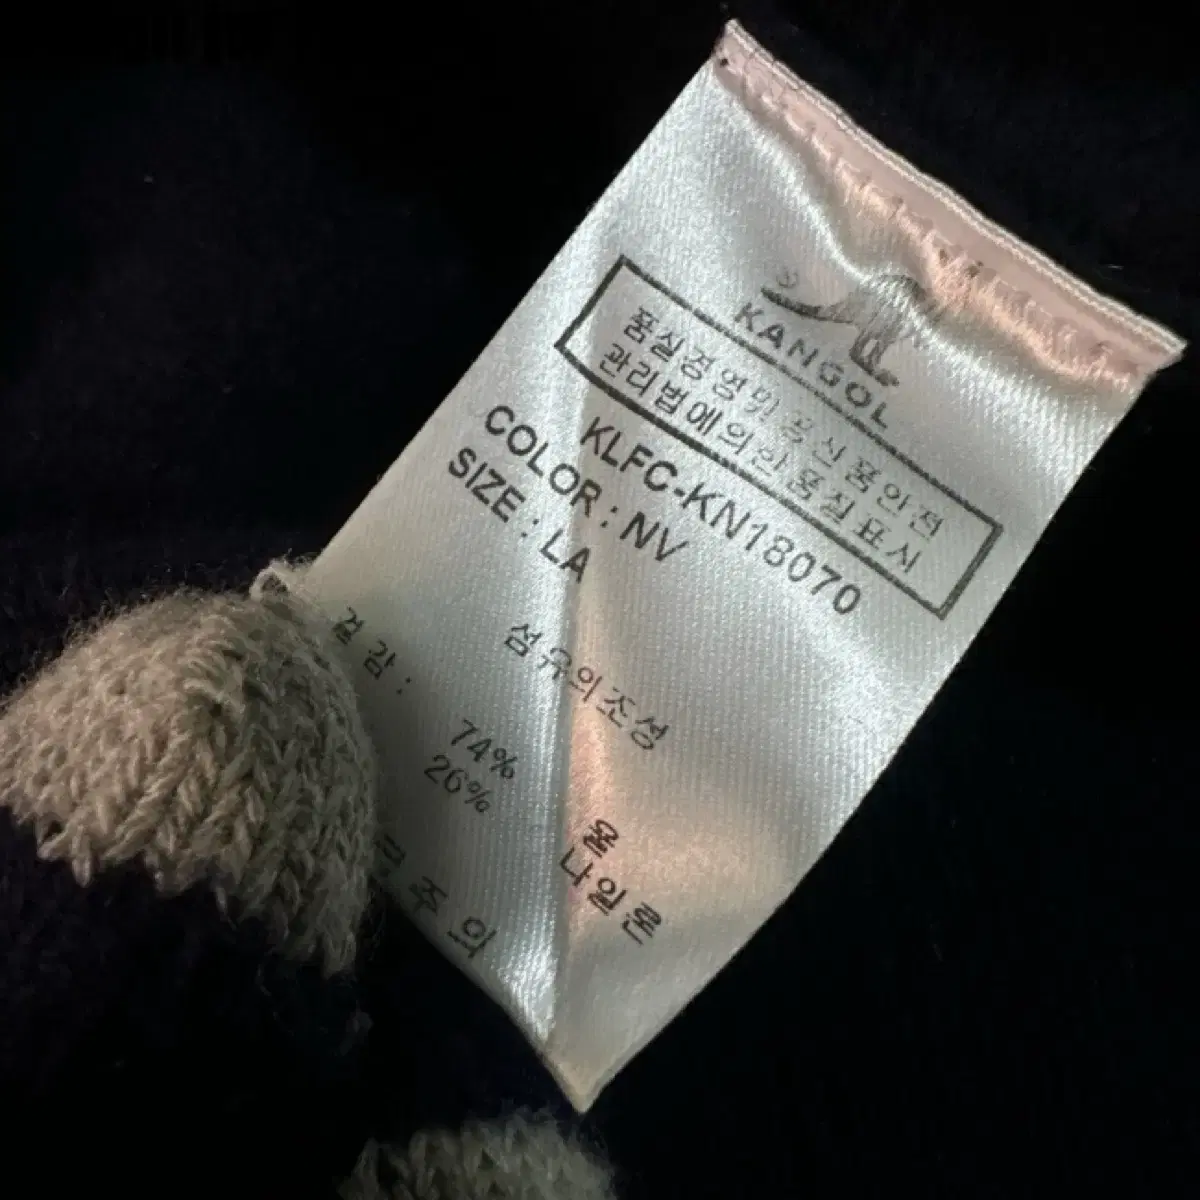 KANGOL
품질경영및공산품안전
관리법에의한품질표시
KLFC-KN18070
COLOR : NV
SIZE : LA
섬유의조성
겉감 :
74% 울
26% 나일론
주의